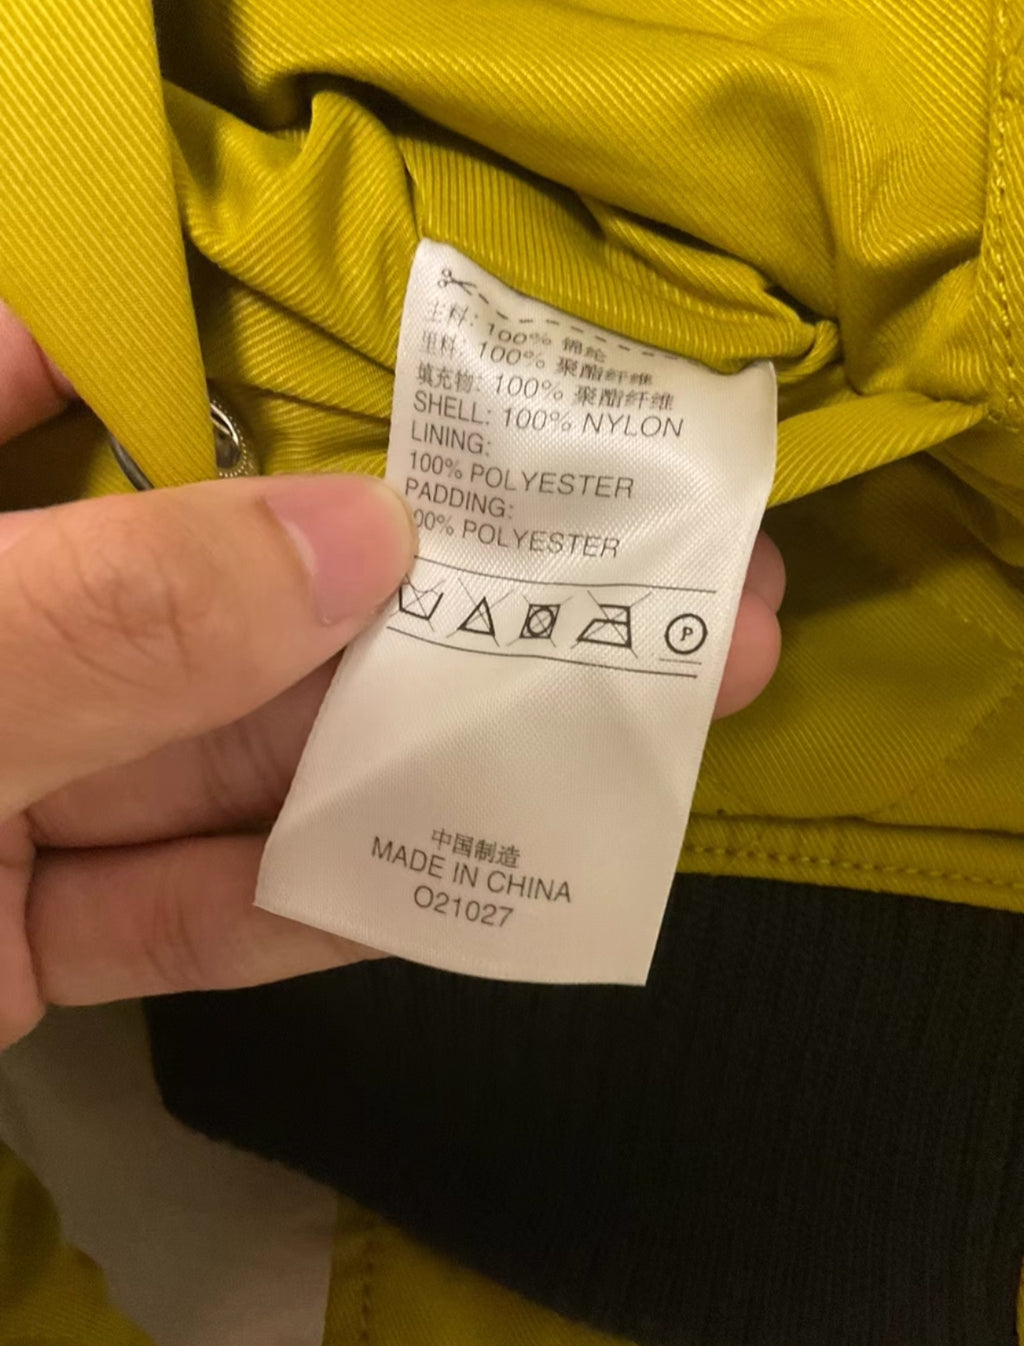 主料: 100% 锦纶
里料: 100% 聚酯纤维
填充物: 100% 聚酯纤维
SHELL: 100% NYLON
LINING:
100% POLYESTER
PADDING:
00% POLYESTER
P
中国制造
MADE IN CHINA
O21027